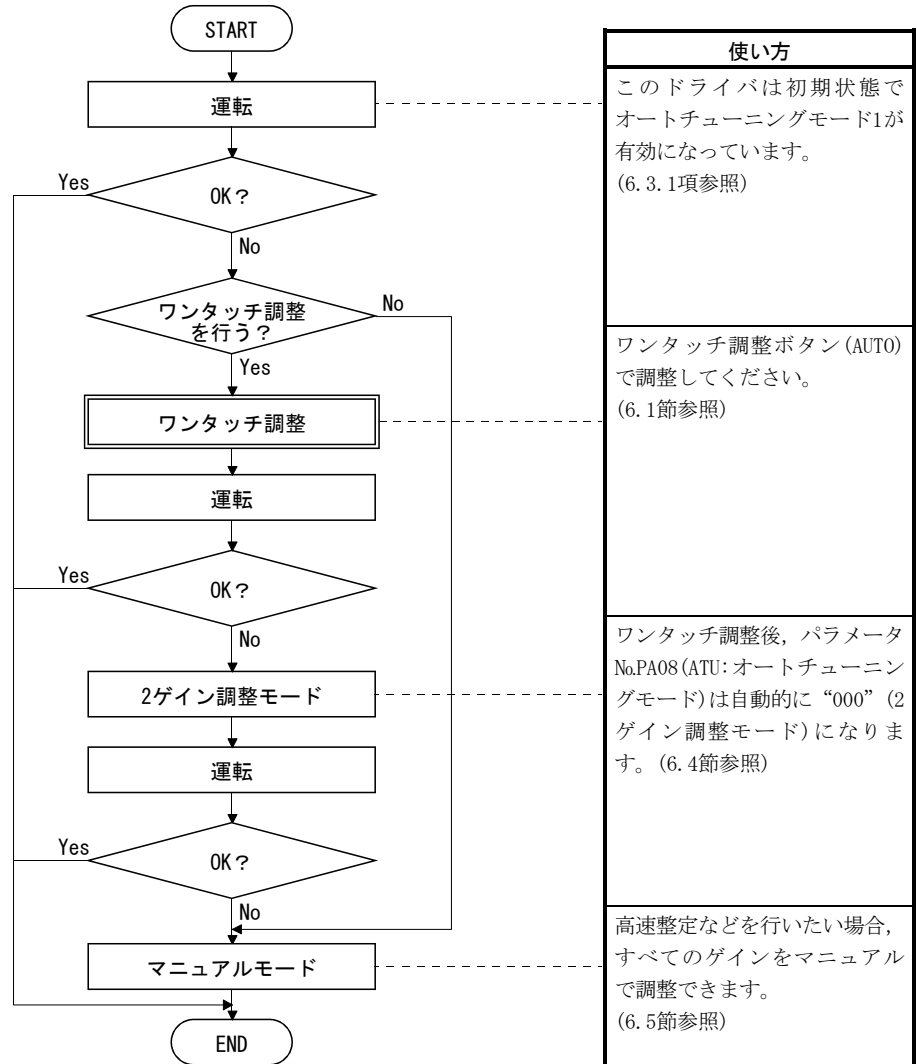 START
運転
Yes
OK？
No
ワンタッチ調整
を行う？
No
Yes
ワンタッチ調整
運転
Yes
OK？
No
2ゲイン調整モード
運転
Yes
OK？
No
マニュアルモード
END
使い方
このドライバは初期状態で
オートチューニングモード1が
有効になっています。
(6.3.1項参照)
ワンタッチ調整ボタン(AUTO)
で調整してください。
(6.1節参照)
ワンタッチ調整後，パラメータ
№PA08(ATU：オートチューニン
グモード)は自動的に“000”(2
ゲイン調整モード)になりま
す。(6.4節参照)
高速整定などを行いたい場合，
すべてのゲインをマニュアル
で調整できます。
(6.5節参照)